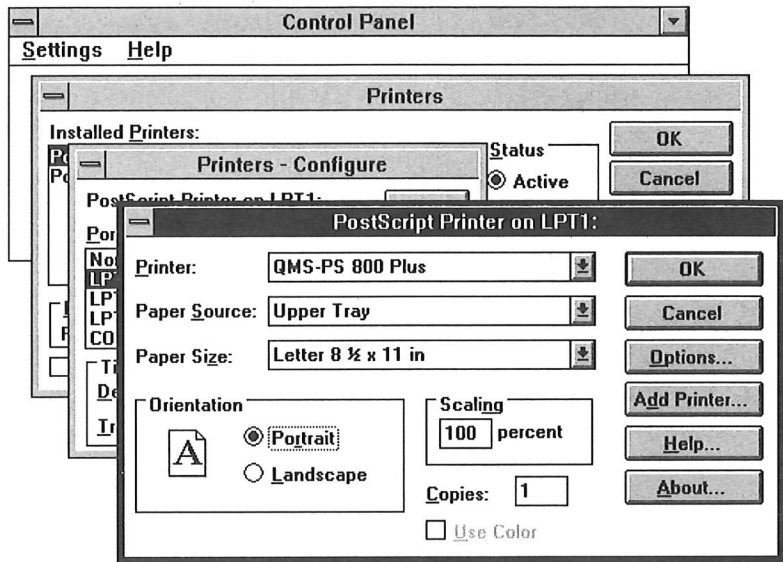 Control Panel
Settings Help
Printers
Installed Printers:
Status
OK
Active
Cancel
Printers - Configure
PostScript Printer on LPT1:
PostScript Printer on LPT1:
Printer: QMS-PS 800 Plus
OK
Paper Source: Upper Tray
Cancel
Paper Size: Letter 8 ½ x 11 in
Options...
Add Printer...
Help...
About...
Orientation
A
Portrait
Landscape
Scaling
100 percent
Copies: 1
Use Color